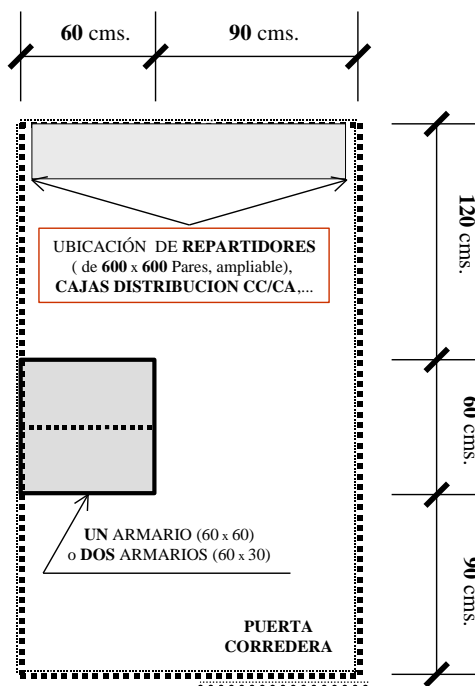 60 cms.
90 cms.
UBICACIÓN DE REPARTIDORES
( de 600 x 600 Pares, ampliable),
CAJAS DISTRIBUCION CC/CA,...
120 cms.
60 cms.
UN ARMARIO (60 x 60)
o DOS ARMARIOS (60 x 30)
90 cms.
PUERTA
CORREDERA